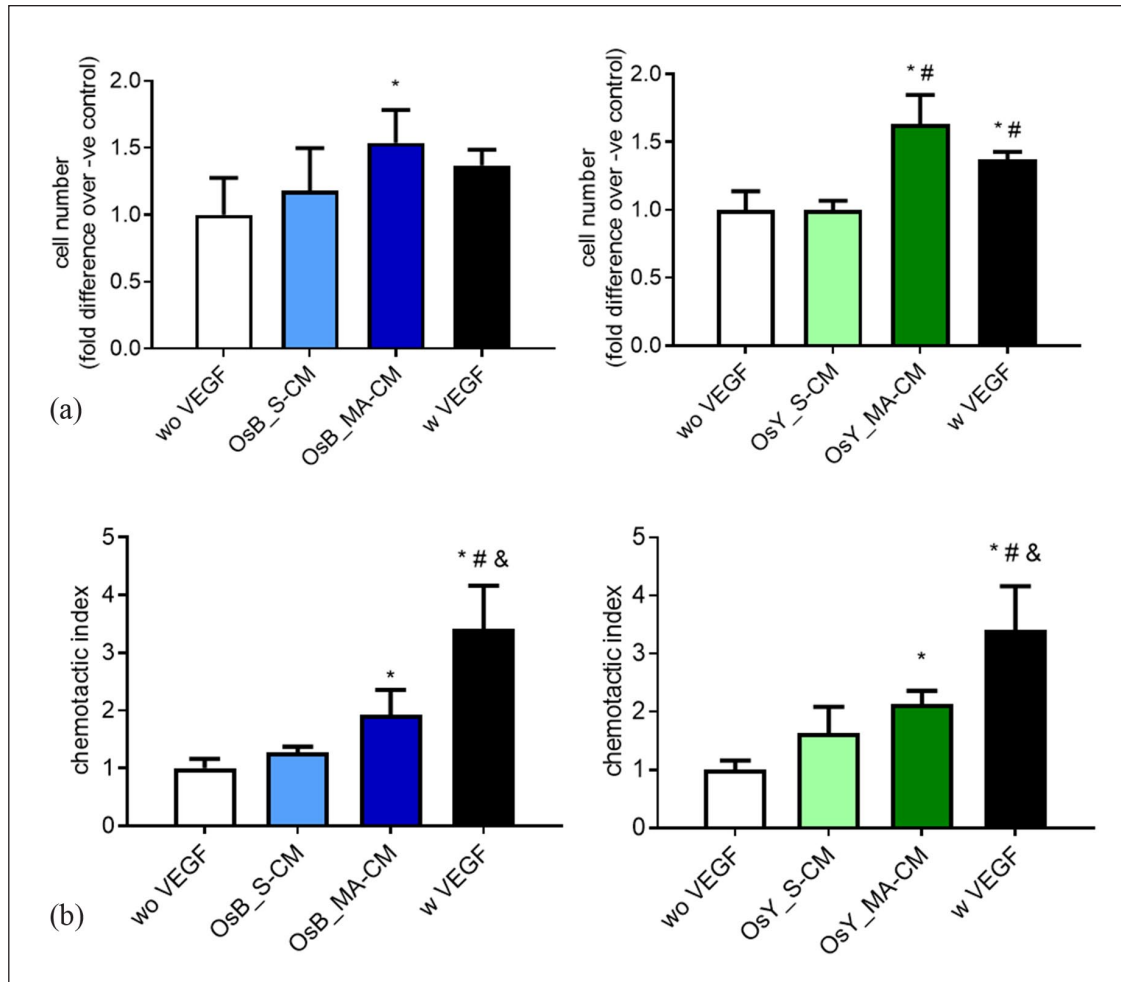 cell number
(fold difference over -ve control)
2.0
1.5
1.0
0.5
0.0
*
wo VEGF
OsB_S-CM
OsB_MA-CM
w VEGF
cell number
(fold difference over -ve control)
2.0
1.5
1.0
0.5
0.0
* #
* #
wo VEGF
OsY_S-CM
OsY_MA-CM
w VEGF
(a)
chemotactic index
5
4
3
2
1
0
*
* # &
wo VEGF
OsB_S-CM
OsB_MA-CM
w VEGF
chemotactic index
5
4
3
2
1
0
*
* # &
wo VEGF
OsY_S-CM
OsY_MA-CM
w VEGF
(b)